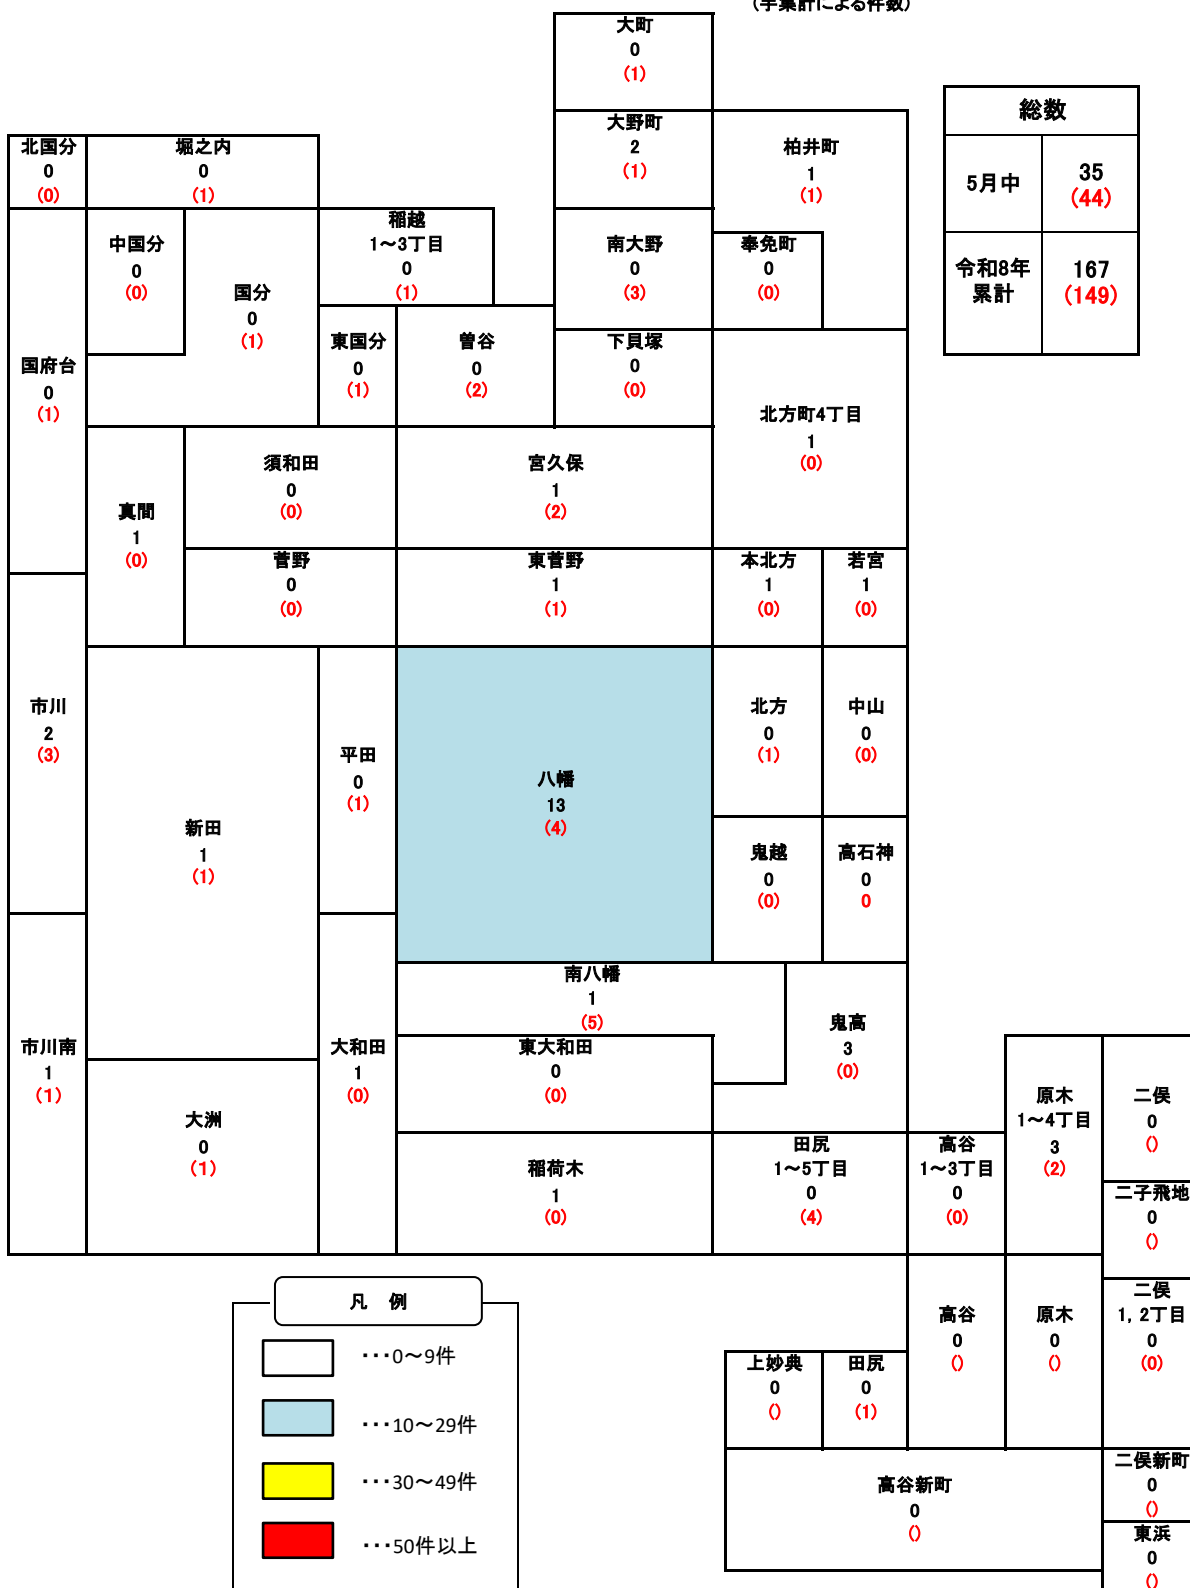 (手集計による件数)
大町
0
(1)
総数
5月中
35
(44)
令和8年
累計
167
(149)
大野町
2
(1)
柏井町
1
(1)
北国分
0
(0)
堀之内
0
(1)
中国分
0
(0)
国分
0
(1)
稲越
1～3丁目
0
(1)
南大野
0
(3)
奉免町
0
(0)
国府台
0
(1)
東国分
0
(1)
曽谷
0
(2)
下貝塚
0
(0)
北方町4丁目
1
(0)
真間
1
(0)
須和田
0
(0)
宮久保
1
(2)
菅野
0
(0)
東菅野
1
(1)
本北方
1
(0)
若宮
1
(0)
市川
2
(3)
新田
1
(1)
平田
0
(1)
八幡
13
(4)
北方
0
(1)
中山
0
(0)
鬼越
0
(0)
高石神
0
0
南八幡
1
(5)
鬼高
3
(0)
市川南
1
(1)
大洲
0
(1)
大和田
1
(0)
東大和田
0
(0)
稲荷木
1
(0)
田尻
1～5丁目
0
(4)
高谷
1～3丁目
0
(0)
原木
1～4丁目
3
(2)
二俣
0
()
二子飛地
0
()
高谷
0
()
原木
0
()
二俣
1，2丁目
0
(0)
上妙典
0
()
田尻
0
(1)
高谷新町
0
()
二俣新町
0
()
東浜
0
()
凡 例
･･･0～9件
･･･10～29件
･･･30～49件
･･･50件以上